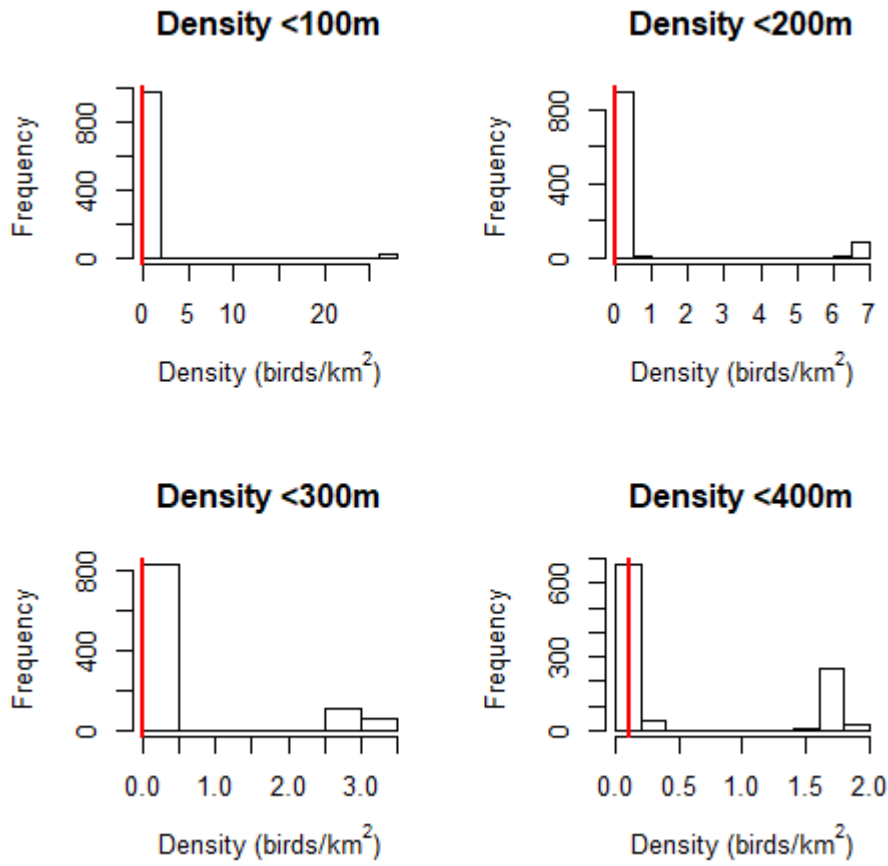 Density <100m
Frequency
0 400 800
0 5 10 20
Density (birds/km²)
Density <200m
Frequency
0 400 800
0 1 2 3 4 5 6 7
Density (birds/km²)
Density <300m
Frequency
0 400 800
0.0 1.0 2.0 3.0
Density (birds/km²)
Density <400m
Frequency
0 300 600
0.0 0.5 1.0 1.5 2.0
Density (birds/km²)